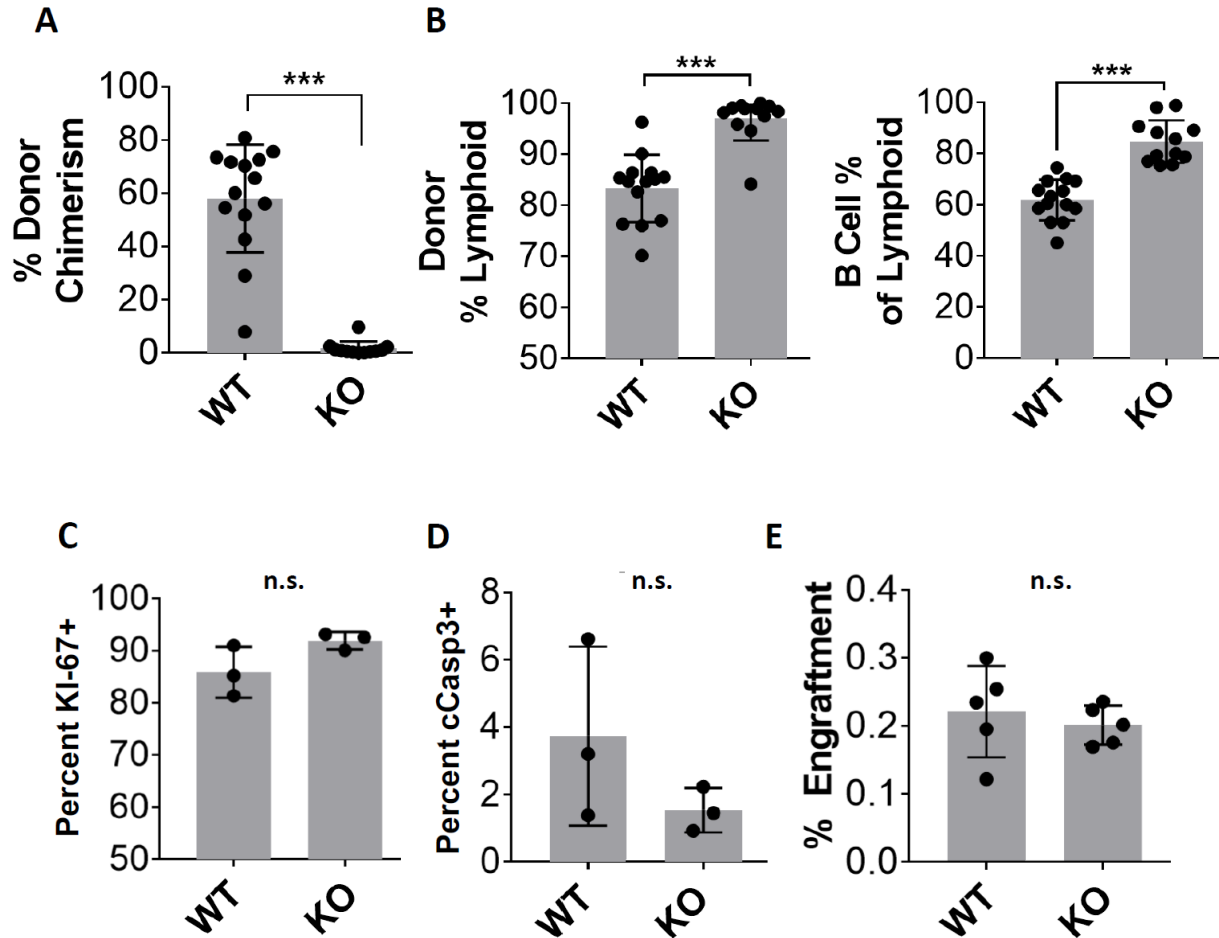 A
% Donor
Chimerism
100
80
60
40
20
0
***
WT
KO
B
Donor
% Lymphoid
100
90
80
70
60
50
***
WT
KO
B Cell %
of Lymphoid
100
80
60
40
20
0
***
WT
KO
C
Percent KI-67+
100
90
80
70
60
50
n.s.
WT
KO
D
Percent cCasp3+
8
6
4
2
0
n.s.
WT
KO
E
% Engraftment
0.4
0.3
0.2
0.1
0.0
n.s.
WT
KO